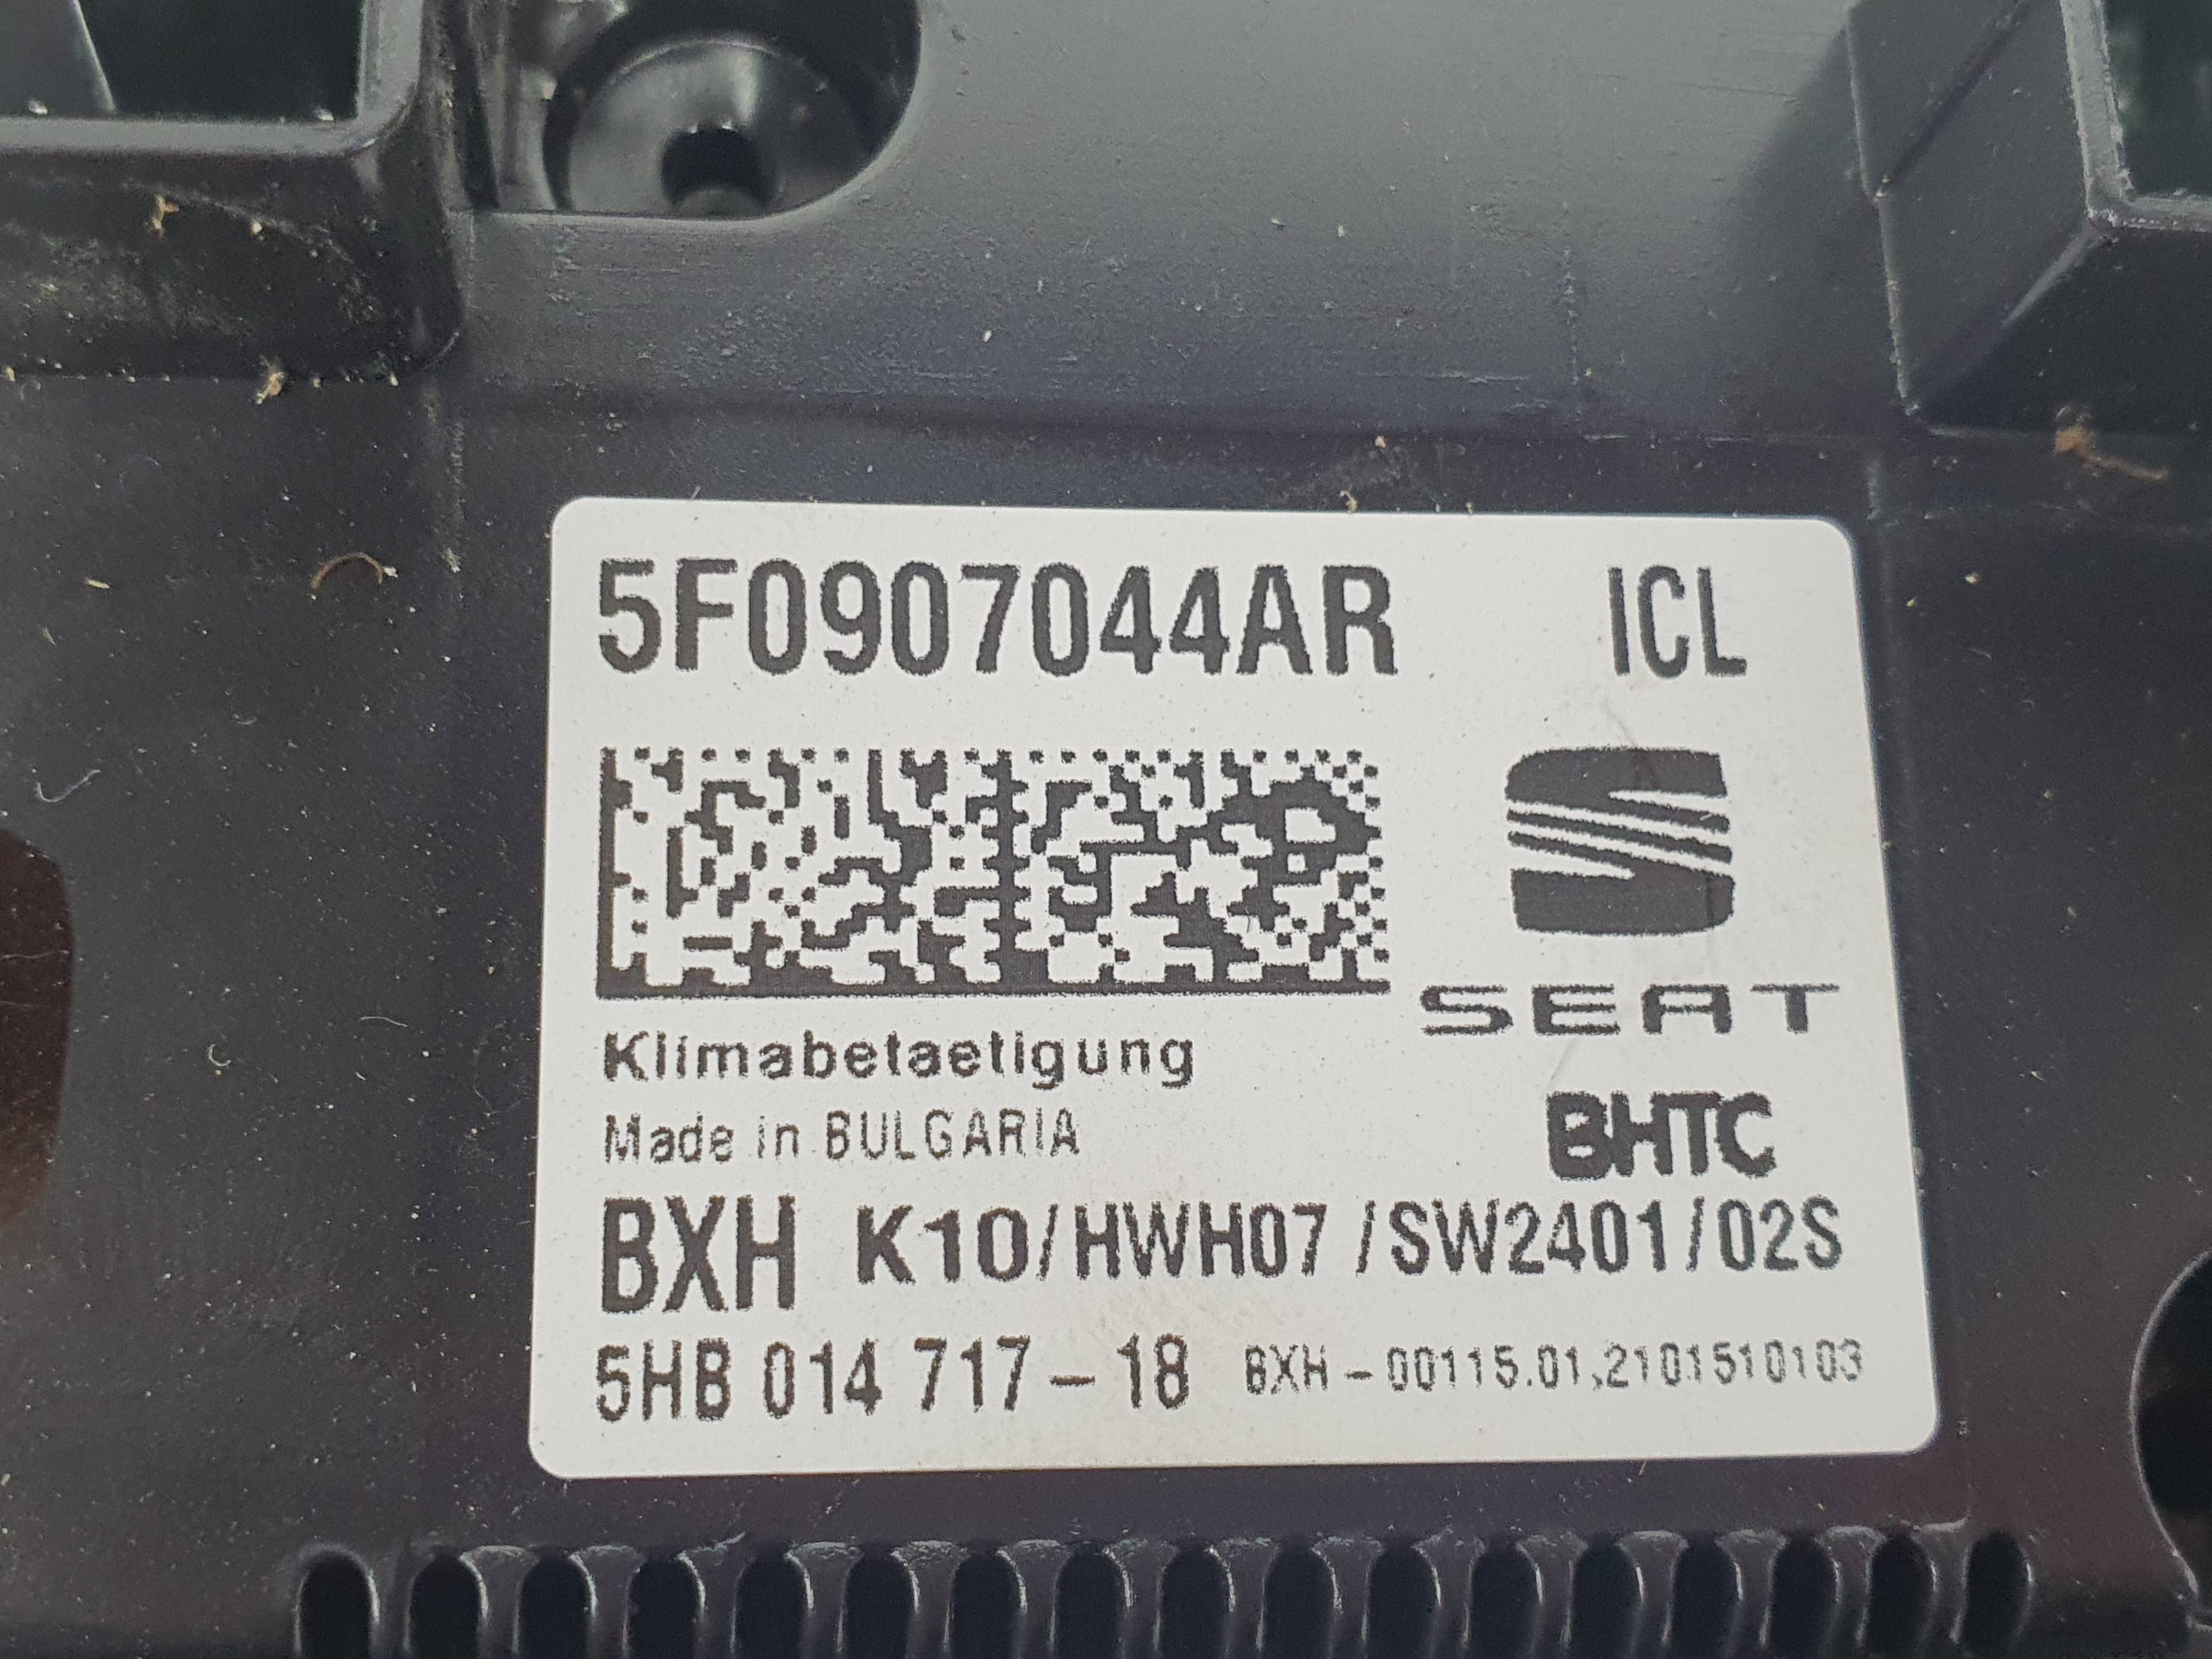 5F0907044AR ICL
SEAT
Klimabetaetigung
Made in BULGARIA
BHTC
BXH K10/HWH07 /SW2401/02S
5HB 014 717-18 BXH-00115.01.2101510103